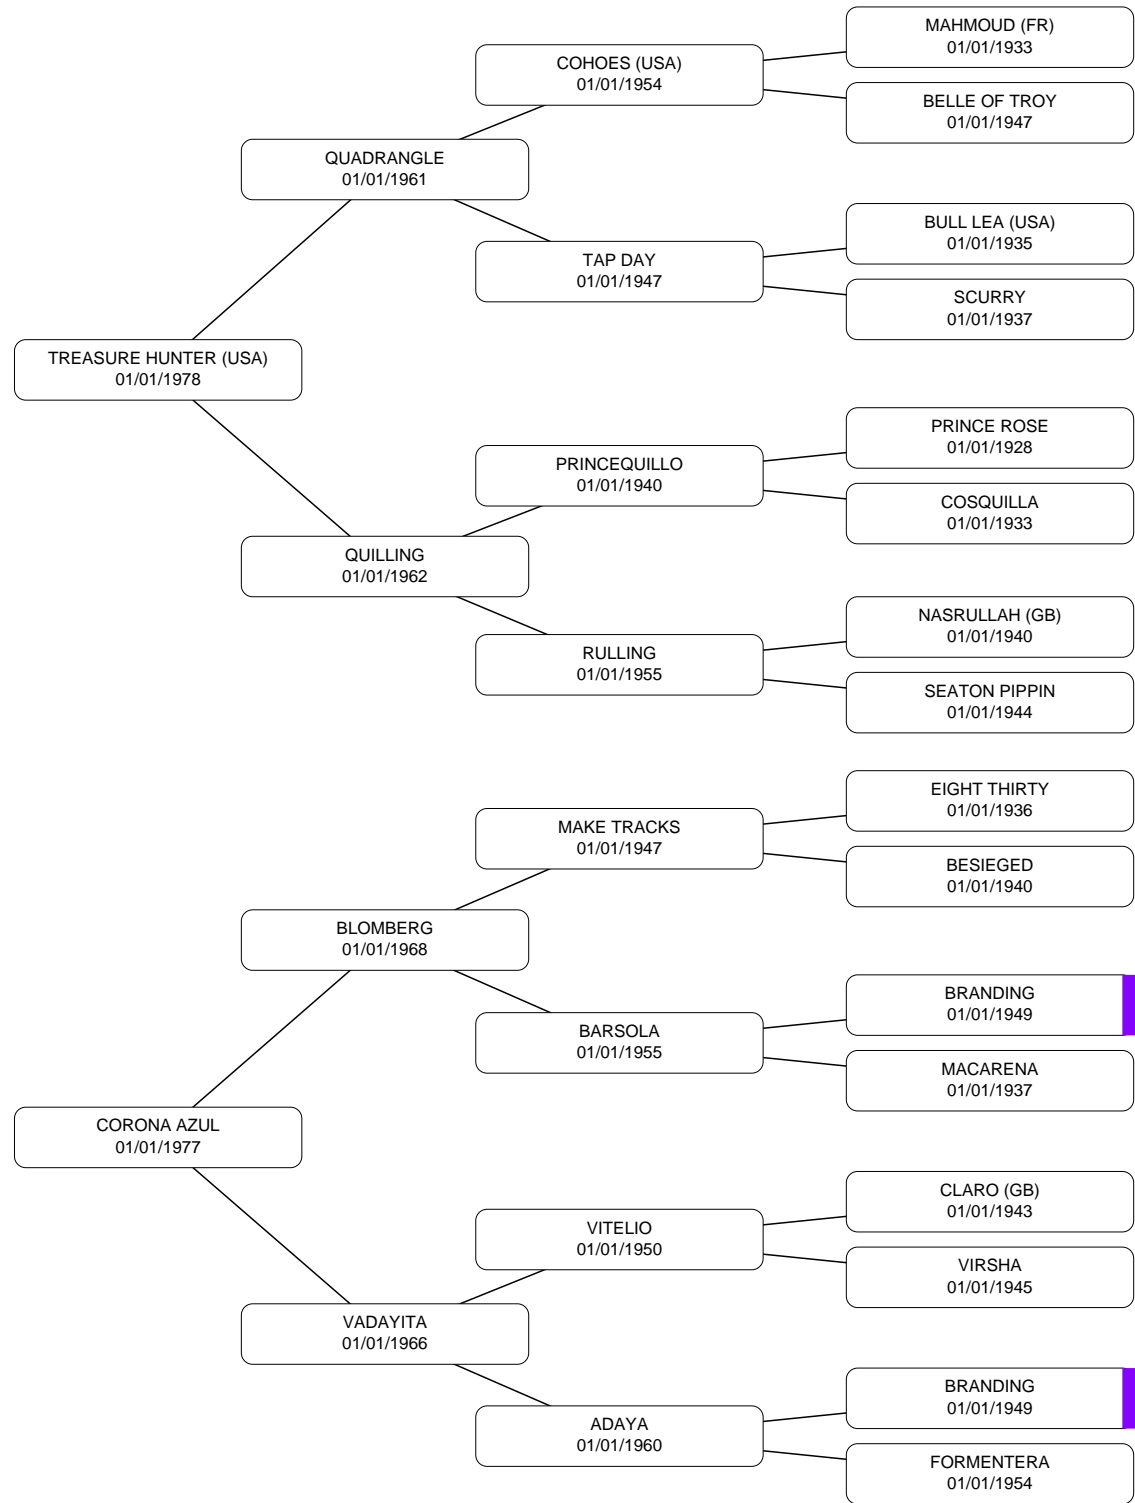 MAHMOUD (FR)
01/01/1933
COHOES (USA)
01/01/1954
BELLE OF TROY
01/01/1947
QUADRANGLE
01/01/1961
BULL LEA (USA)
01/01/1935
TAP DAY
01/01/1947
SCURRY
01/01/1937
TREASURE HUNTER (USA)
01/01/1978
PRINCE ROSE
01/01/1928
PRINCEQUILLO
01/01/1940
COSQUILLA
01/01/1933
QUILLING
01/01/1962
NASRULLAH (GB)
01/01/1940
RULLING
01/01/1955
SEATON PIPPIN
01/01/1944
EIGHT THIRTY
01/01/1936
MAKE TRACKS
01/01/1947
BESIEGED
01/01/1940
BLOMBERG
01/01/1968
BRANDING
01/01/1949
BARSOLA
01/01/1955
MACARENA
01/01/1937
CORONA AZUL
01/01/1977
CLARO (GB)
01/01/1943
VITELIO
01/01/1950
VIRSHA
01/01/1945
VADAYITA
01/01/1966
BRANDING
01/01/1949
ADAYA
01/01/1960
FORMENTERA
01/01/1954